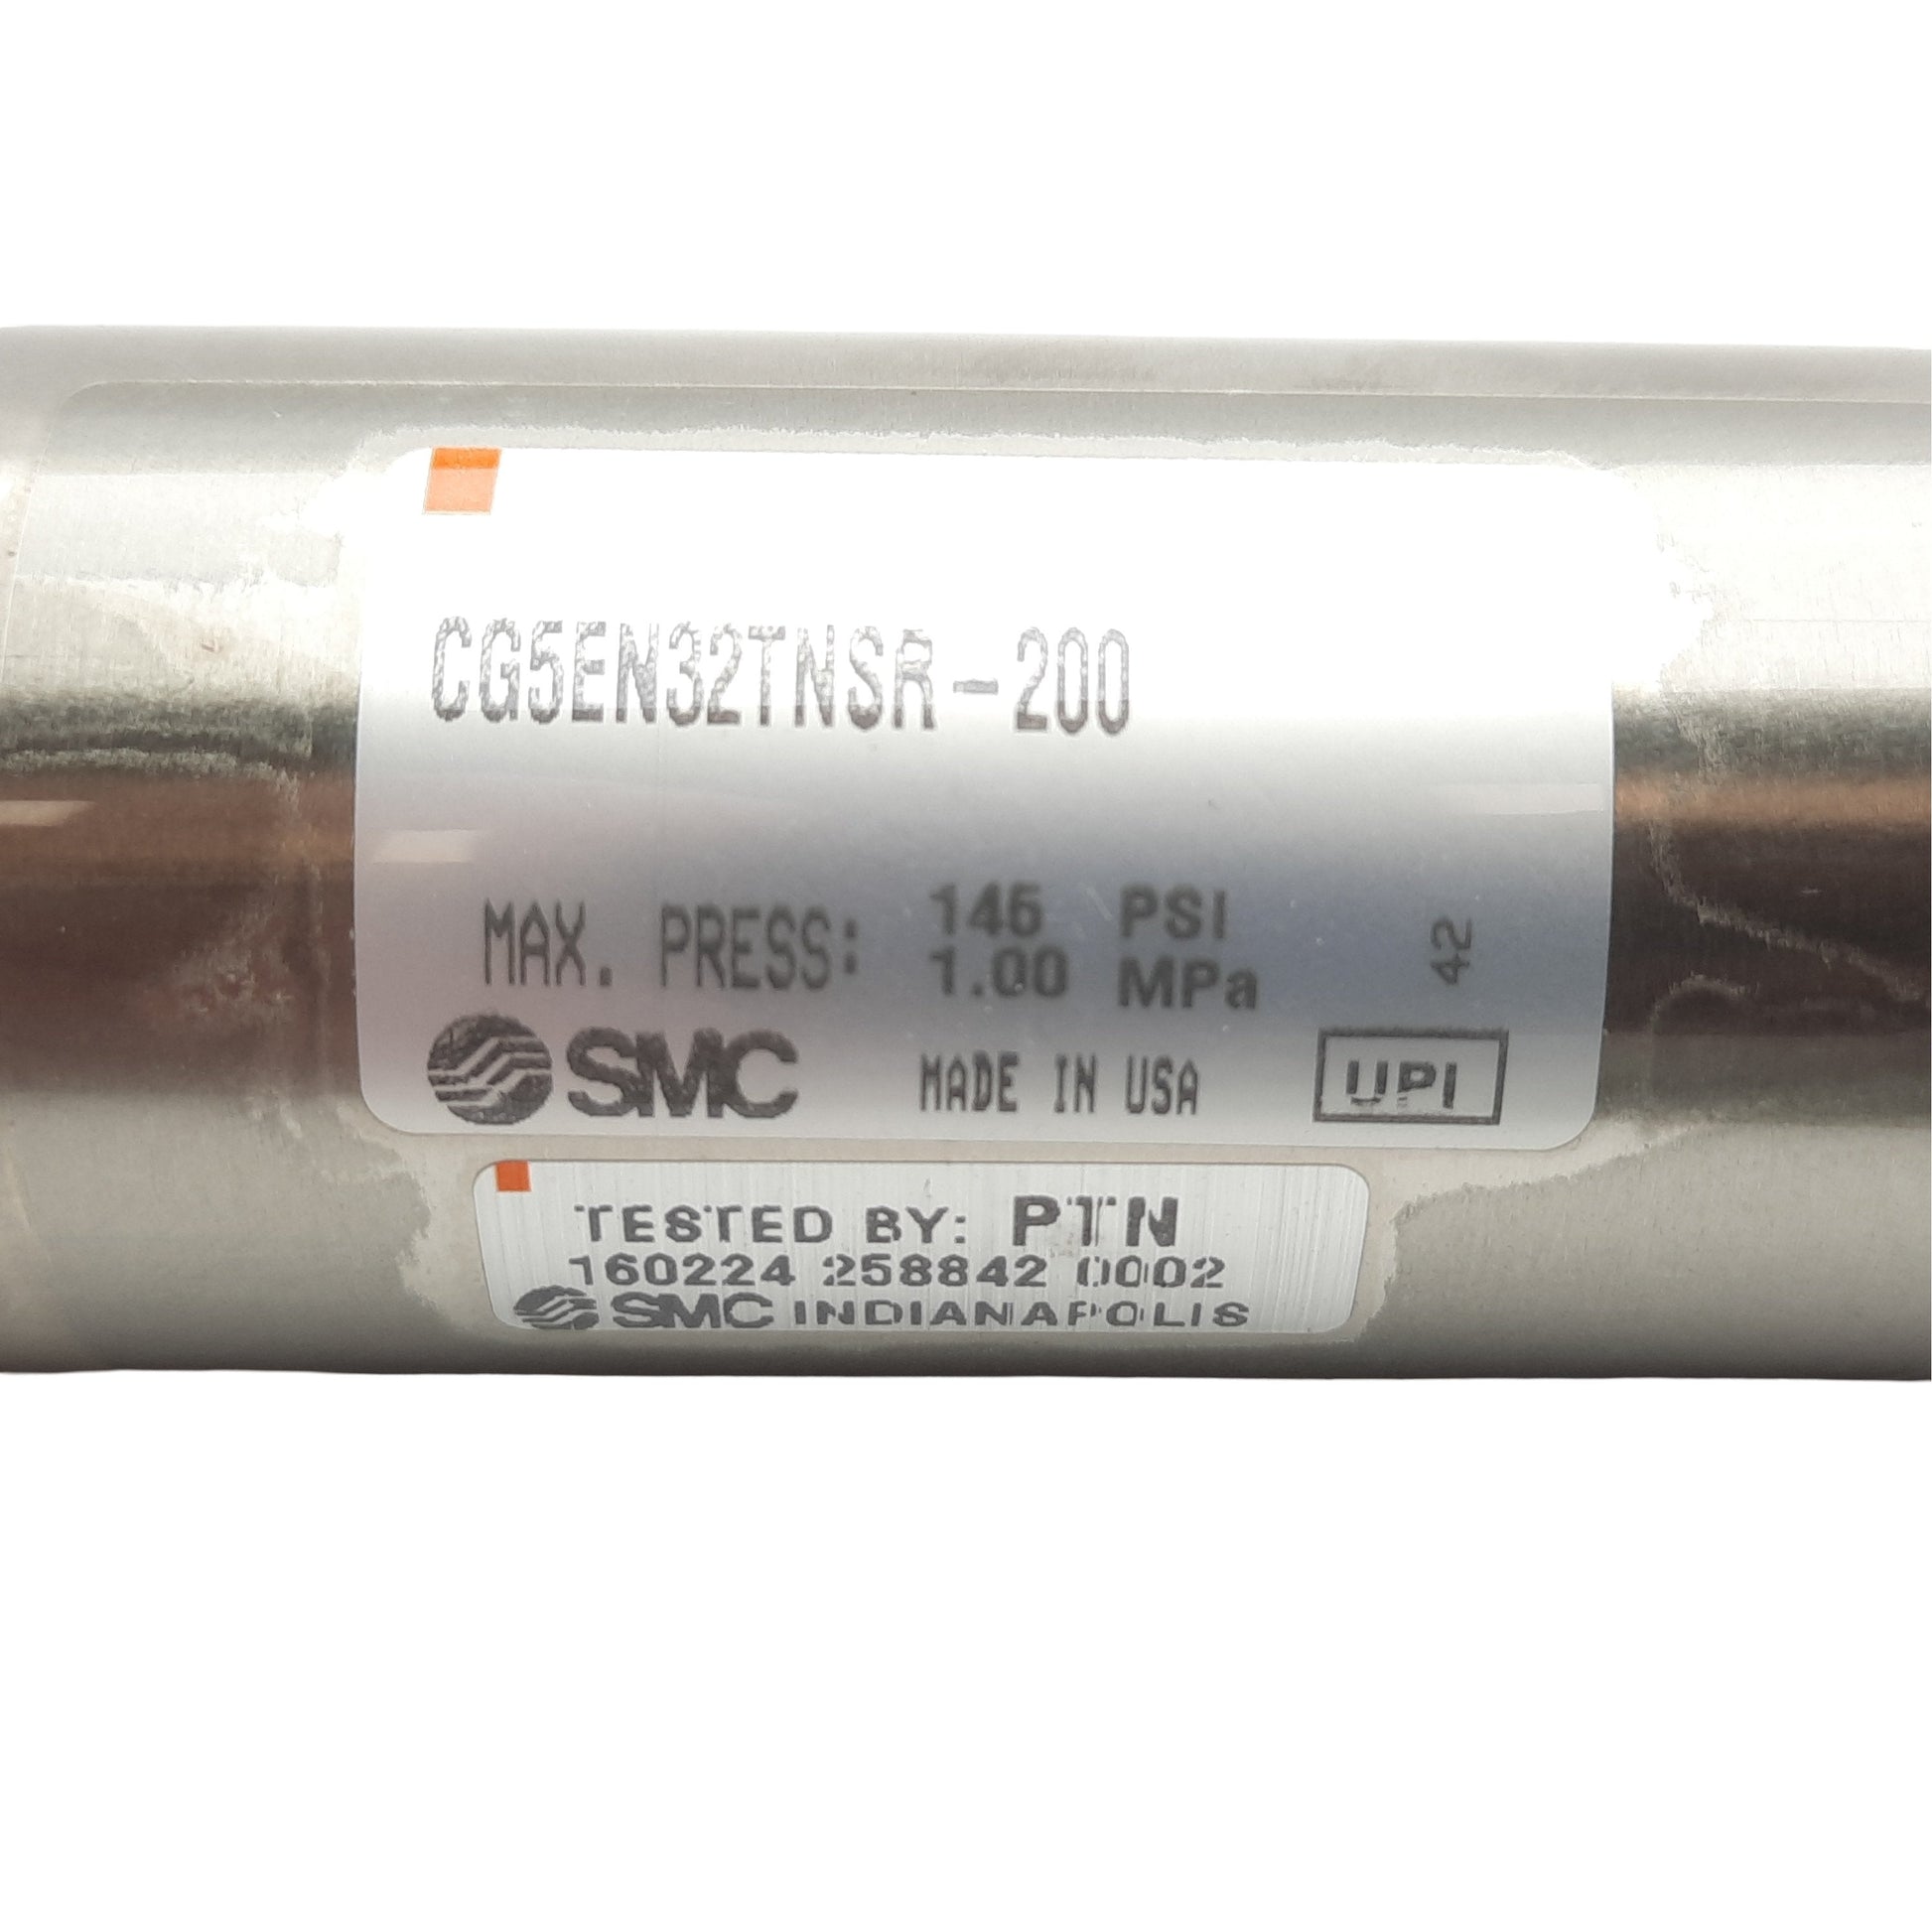 CG5EN32TNSR-200
MAX. PRESS: 145 PSI
1.00 MPa
42
SMC MADE IN USA UPI
TESTED BY: PTN
160224 258842 0002
SMC INDIANAPOLIS